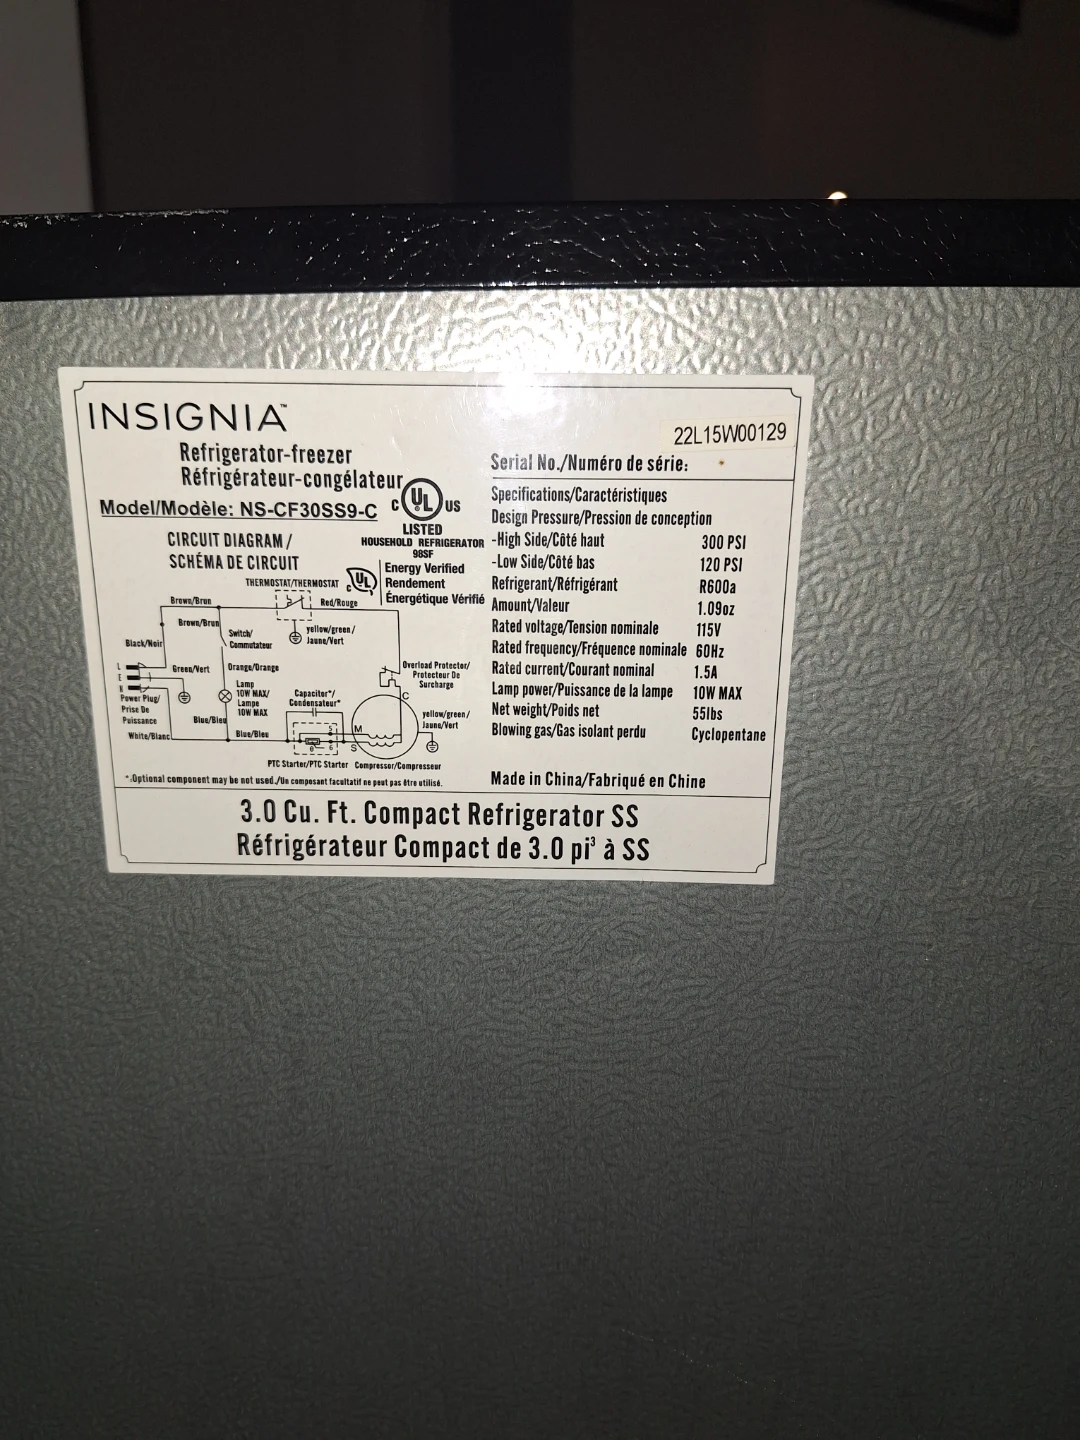 INSIGNIA™
Refrigerator-freezer
Réfrigérateur-congélateur
Model/Modèle: NS-CF30SS9-C
C UL US
LISTED
HOUSEHOLD REFRIGERATOR
98SF
Energy Verified
Rendement
Énergétique Vérifié
C UL
CIRCUIT DIAGRAM /
SCHÉMA DE CIRCUIT
THERMOSTAT/THERMOSTAT
Brown/Brun
Red/Rouge
Brown/Brun
yellow/green/
Jaune/Vert
Switch/
Commutateur
Black/Noir
L
E
N
Green/Vert
Orange/Orange
Overload Protector/
Protecteur De
Surcharge
Power Plug/
Prise De
Puissance
Lamp
10W MAX/
Lampe
10W MAX
Capacitor*/
Condensateur*
C
yellow/green/
Jaune/Vert
Blue/Bleu
White/Blanc
Blue/Bleu
M
S
5
6
PTC Starter/PTC Starter
Compressor/Compresseur
*:Optional component may be not used./Un composant facultatif ne peut pas être utilisé.
22L15W00129
Serial No./Numéro de série:
Specifications/Caractéristiques
Design Pressure/Pression de conception
-High Side/Côté haut 300 PSI
-Low Side/Côté bas 120 PSI
Refrigerant/Réfrigérant R600a
Amount/Valeur 1.09oz
Rated voltage/Tension nominale 115V
Rated frequency/Fréquence nominale 60Hz
Rated current/Courant nominal 1.5A
Lamp power/Puissance de la lampe 10W MAX
Net weight/Poids net 55lbs
Blowing gas/Gas isolant perdu Cyclopentane
Made in China/Fabriqué en Chine
3.0 Cu. Ft. Compact Refrigerator SS
Réfrigérateur Compact de 3.0 pi³ à SS